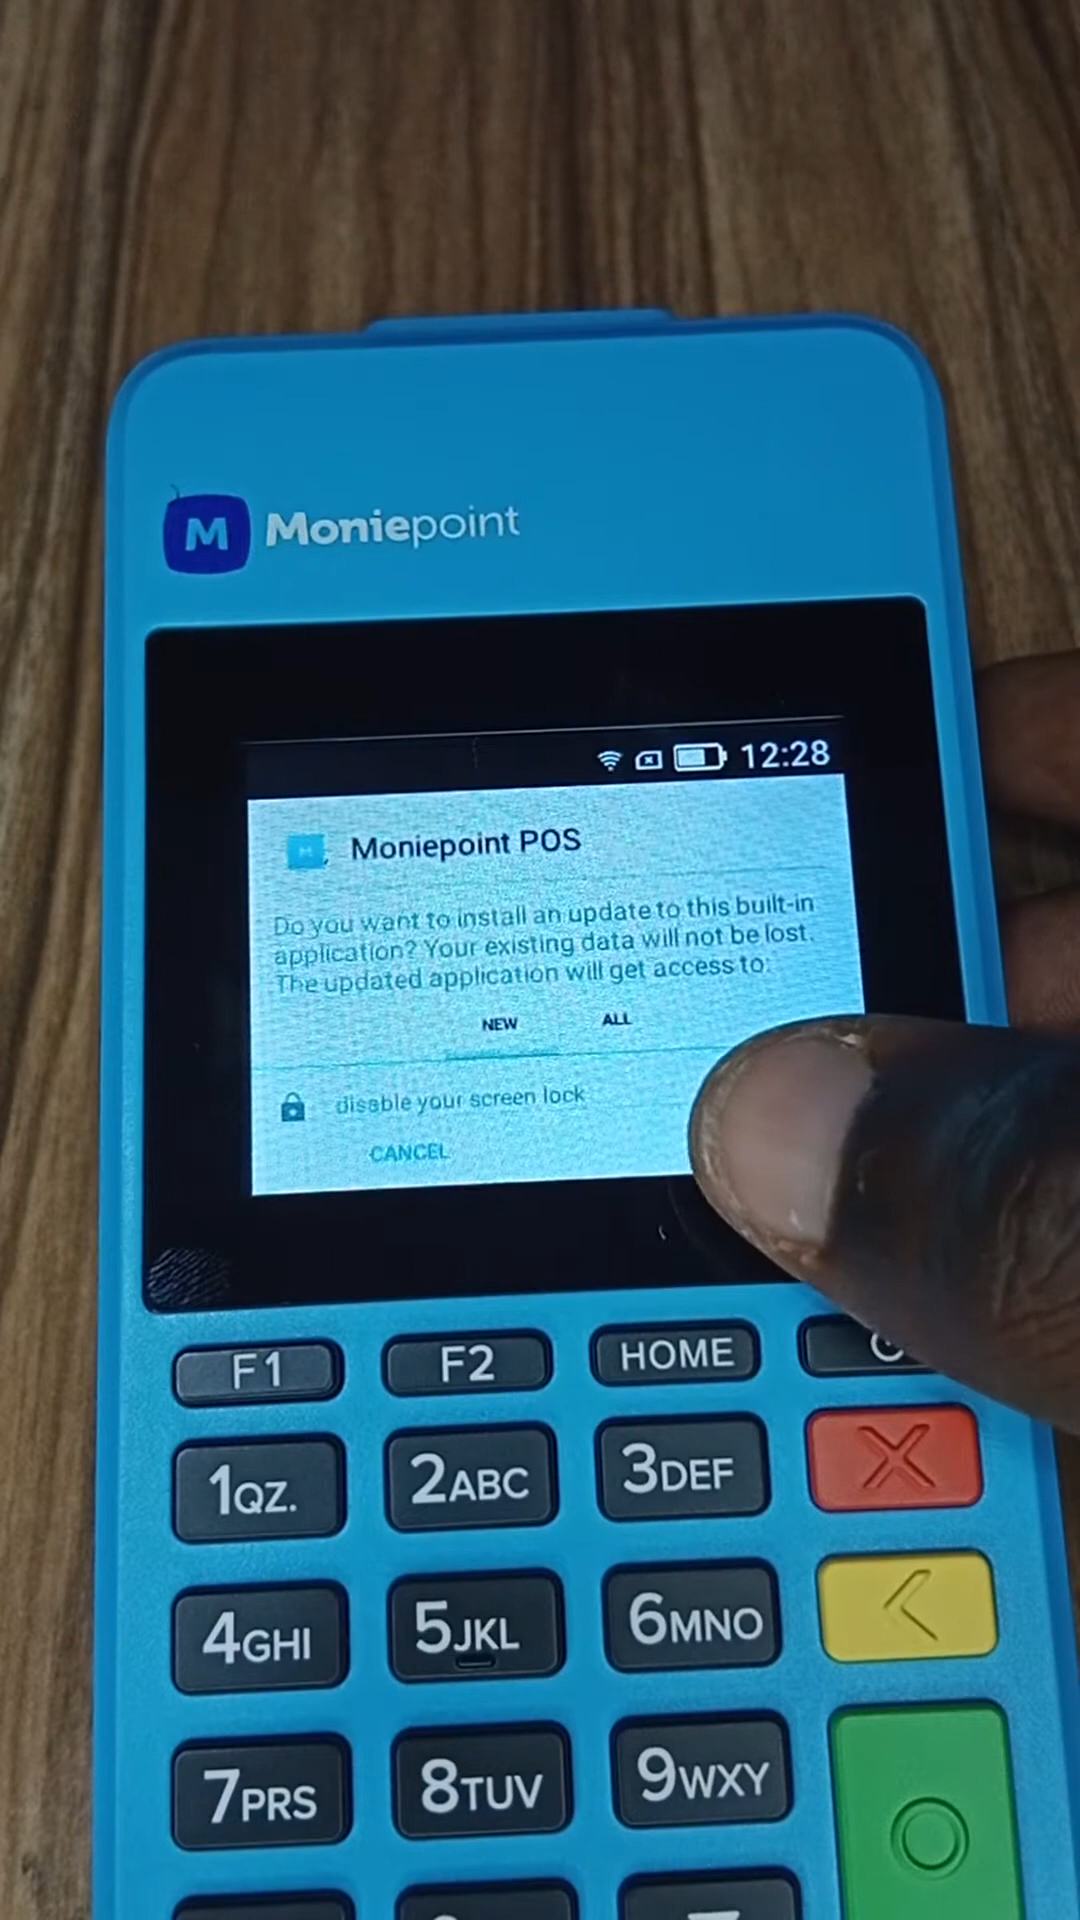 M Moniepoint
12:28
Moniepoint POS
Do you want to install an update to this built-in
application? Your existing data will not be lost.
The updated application will get access to:
NEW ALL
disable your screen lock
CANCEL
F1 F2 HOME
1QZ. 2ABC 3DEF
4GHI 5JKL 6MNO
7PRS 8TUV 9WXY